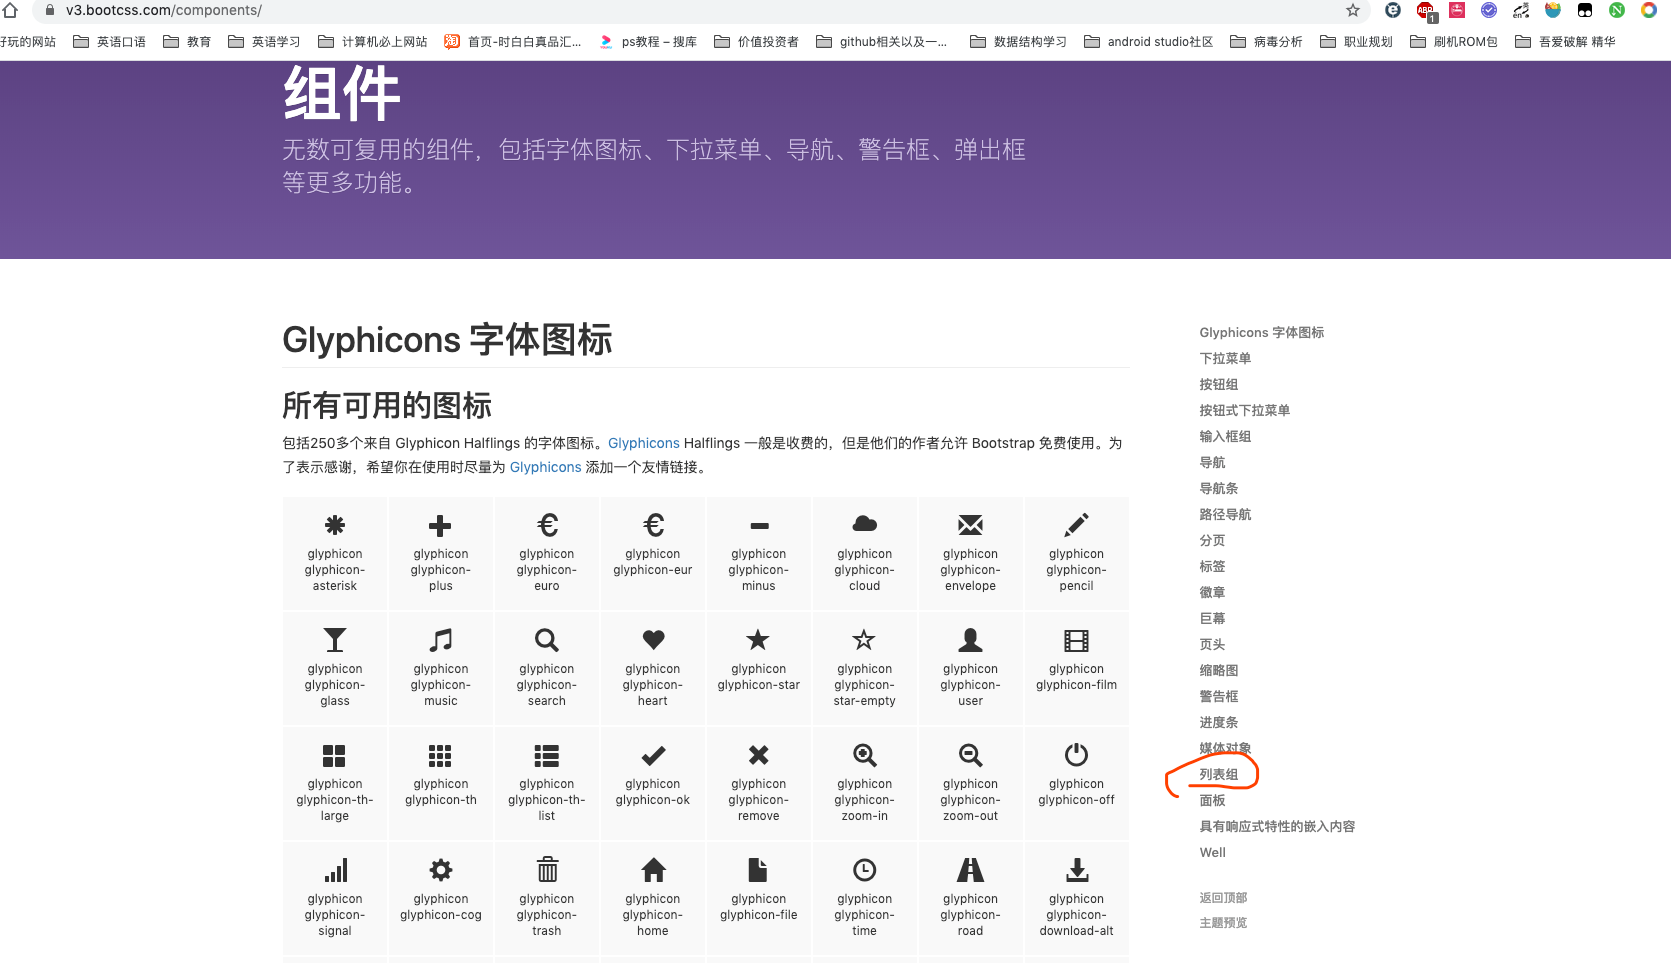 v3.bootcss.com/components/
好玩的网站 英语口语 教育 英语学习 计算机必上网站 首页-时白白真品汇... ps教程 – 搜库 价值投资者 github相关以及一... 数据结构学习 android studio社区 病毒分析 职业规划 刷机ROM包 吾爱破解 精华
组件
无数可复用的组件，包括字体图标、下拉菜单、导航、警告框、弹出框
等更多功能。
Glyphicons 字体图标
所有可用的图标
包括250多个来自 Glyphicon Halflings 的字体图标。Glyphicons Halflings 一般是收费的，但是他们的作者允许 Bootstrap 免费使用。为
了表示感谢，希望你在使用时尽量为 Glyphicons 添加一个友情链接。
glyphicon glyphicon-asterisk
glyphicon glyphicon-plus
glyphicon glyphicon-euro
glyphicon glyphicon-eur
glyphicon glyphicon-minus
glyphicon glyphicon-cloud
glyphicon glyphicon-envelope
glyphicon glyphicon-pencil
glyphicon glyphicon-glass
glyphicon glyphicon-music
glyphicon glyphicon-search
glyphicon glyphicon-heart
glyphicon glyphicon-star
glyphicon glyphicon-star-empty
glyphicon glyphicon-user
glyphicon glyphicon-film
glyphicon glyphicon-th-large
glyphicon glyphicon-th
glyphicon glyphicon-th-list
glyphicon glyphicon-ok
glyphicon glyphicon-remove
glyphicon glyphicon-zoom-in
glyphicon glyphicon-zoom-out
glyphicon glyphicon-off
glyphicon glyphicon-signal
glyphicon glyphicon-cog
glyphicon glyphicon-trash
glyphicon glyphicon-home
glyphicon glyphicon-file
glyphicon glyphicon-time
glyphicon glyphicon-road
glyphicon glyphicon-download-alt
Glyphicons 字体图标
下拉菜单
按钮组
按钮式下拉菜单
输入框组
导航
导航条
路径导航
分页
标签
徽章
巨幕
页头
缩略图
警告框
进度条
媒体对象
列表组
面板
具有响应式特性的嵌入内容
Well
返回顶部
主题预览